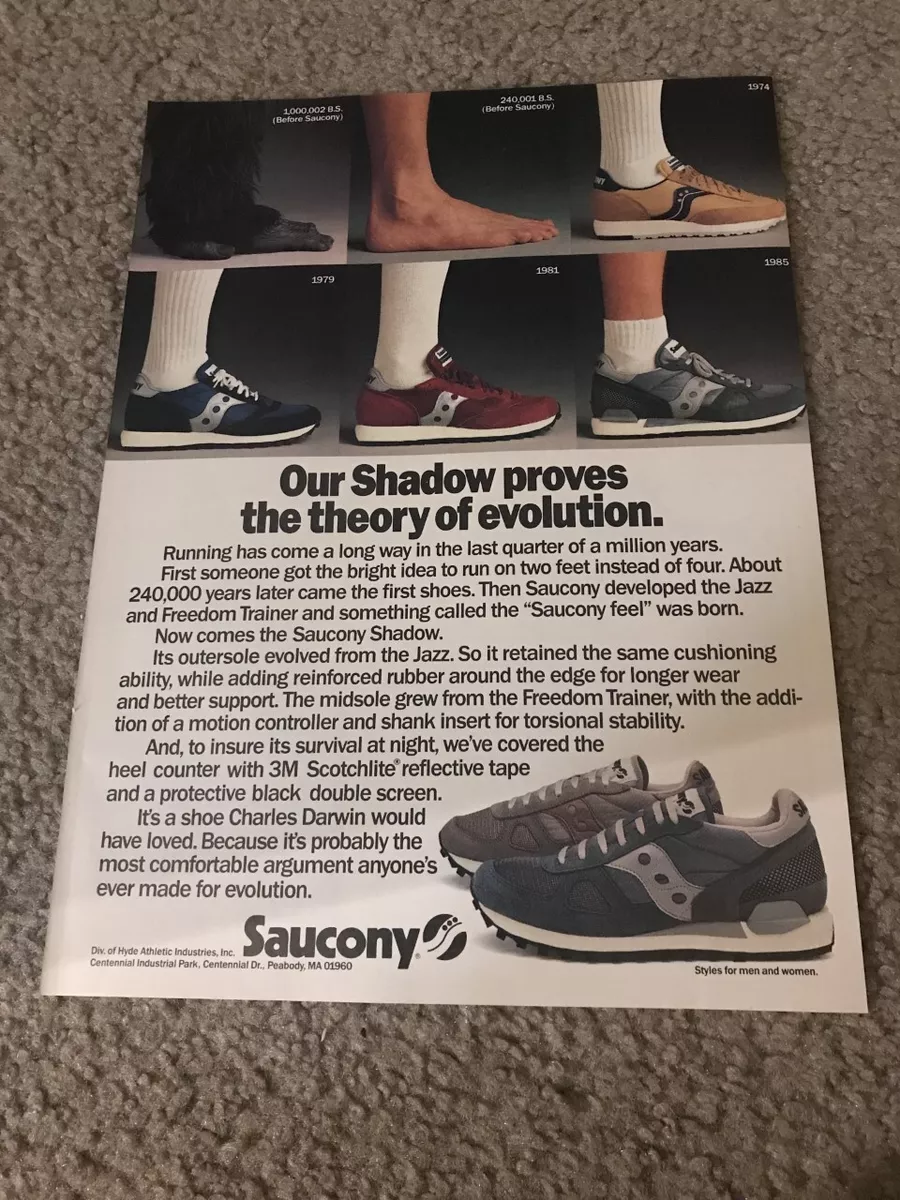 1,000,002 B.S.
(Before Saucony)
240,001 B.S.
(Before Saucony)
1974
1979
1981
1985
Our Shadow proves
the theory of evolution.
Running has come a long way in the last quarter of a million years.
First someone got the bright idea to run on two feet instead of four. About
240,000 years later came the first shoes. Then Saucony developed the Jazz
and Freedom Trainer and something called the “Saucony feel” was born.
Now comes the Saucony Shadow.
Its outersole evolved from the Jazz. So it retained the same cushioning
ability, while adding reinforced rubber around the edge for longer wear
and better support. The midsole grew from the Freedom Trainer, with the addi-
tion of a motion controller and shank insert for torsional stability.
And, to insure its survival at night, we’ve covered the
heel counter with 3M Scotchlite® reflective tape
and a protective black double screen.
It’s a shoe Charles Darwin would
have loved. Because it’s probably the
most comfortable argument anyone’s
ever made for evolution.
Div. of Hyde Athletic Industries, Inc.
Centennial Industrial Park, Centennial Dr., Peabody, MA 01960
Saucony®
Styles for men and women.